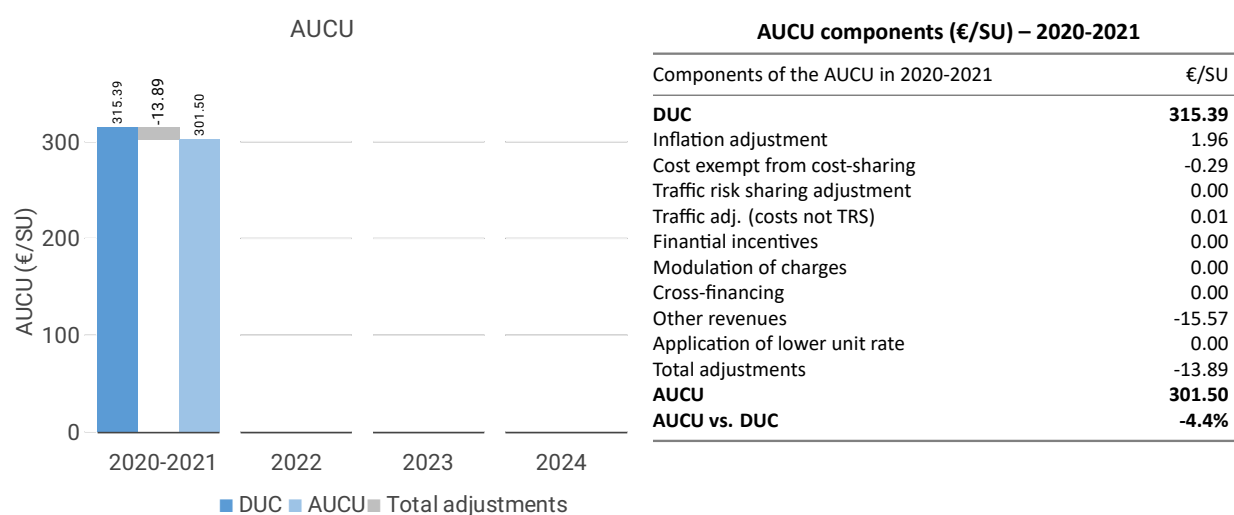 AUCU
315.39
-13.89
301.50
300
200
100
0
AUCU (€/SU)
2020-2021 2022 2023 2024
DUC AUCU Total adjustments
AUCU components (€/SU) – 2020-2021
Components of the AUCU in 2020-2021 €/SU
DUC 315.39
Inflation adjustment 1.96
Cost exempt from cost-sharing -0.29
Traffic risk sharing adjustment 0.00
Traffic adj. (costs not TRS) 0.01
Finantial incentives 0.00
Modulation of charges 0.00
Cross-financing 0.00
Other revenues -15.57
Application of lower unit rate 0.00
Total adjustments -13.89
AUCU 301.50
AUCU vs. DUC -4.4%